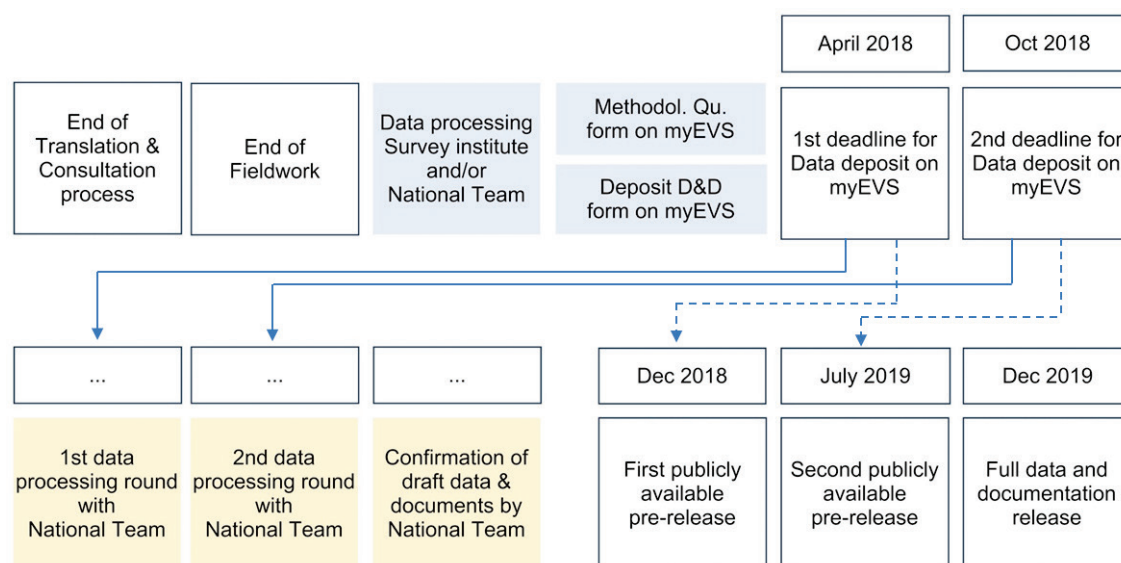 April 2018
Oct 2018
End of
Translation &
Consultation
process
End of
Fieldwork
Data processing
Survey institute
and/or
National Team
Methodol. Qu.
form on myEVS
Deposit D&D
form on myEVS
1st deadline for
Data deposit on
myEVS
2nd deadline for
Data deposit on
myEVS
...
...
...
Dec 2018
July 2019
Dec 2019
1st data
processing round
with
National Team
2nd data
processing round
with
National Team
Confirmation of
draft data &
documents by
National Team
First publicly
available
pre-release
Second publicly
available
pre-release
Full data and
documentation
release